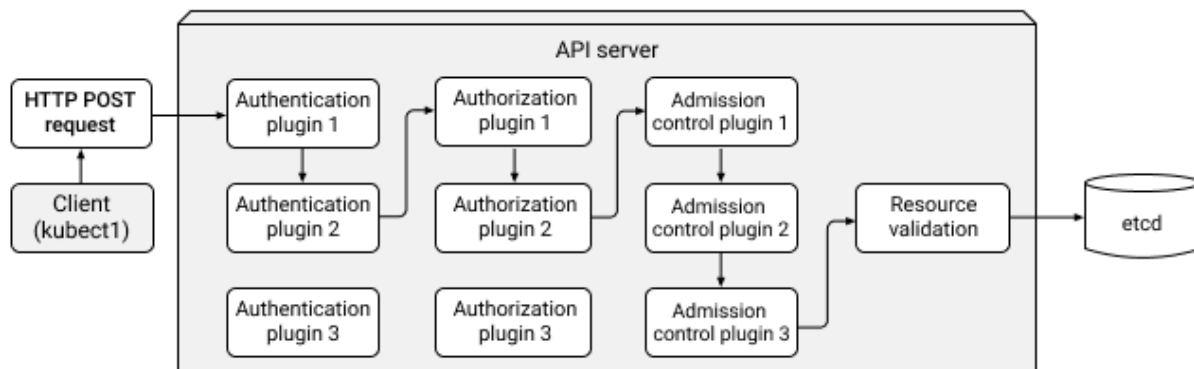 API server
HTTP POST
request
Client
(kubect1)
Authentication
plugin 1
Authentication
plugin 2
Authentication
plugin 3
Authorization
plugin 1
Authorization
plugin 2
Authorization
plugin 3
Admission
control plugin 1
Admission
control plugin 2
Admission
control plugin 3
Resource
validation
etcd